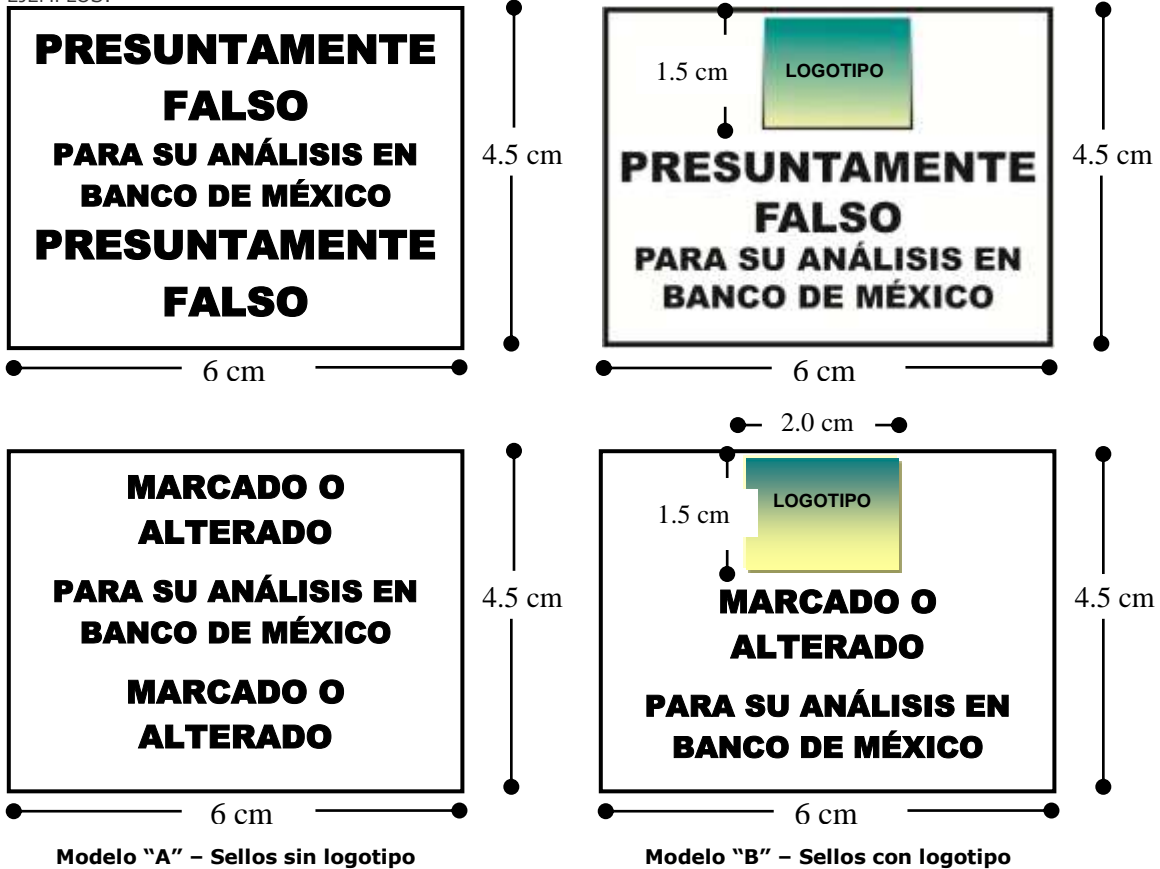 PRESUNTAMENTE
FALSO
PARA SU ANÁLISIS EN
BANCO DE MÉXICO
PRESUNTAMENTE
FALSO
4.5 cm
6 cm
1.5 cm
LOGOTIPO
PRESUNTAMENTE
FALSO
PARA SU ANÁLISIS EN
BANCO DE MÉXICO
4.5 cm
6 cm
MARCADO O
ALTERADO
PARA SU ANÁLISIS EN
BANCO DE MÉXICO
MARCADO O
ALTERADO
4.5 cm
6 cm
Modelo “A” – Sellos sin logotipo
2.0 cm
1.5 cm
LOGOTIPO
MARCADO O
ALTERADO
PARA SU ANÁLISIS EN
BANCO DE MÉXICO
4.5 cm
6 cm
Modelo “B” – Sellos con logotipo